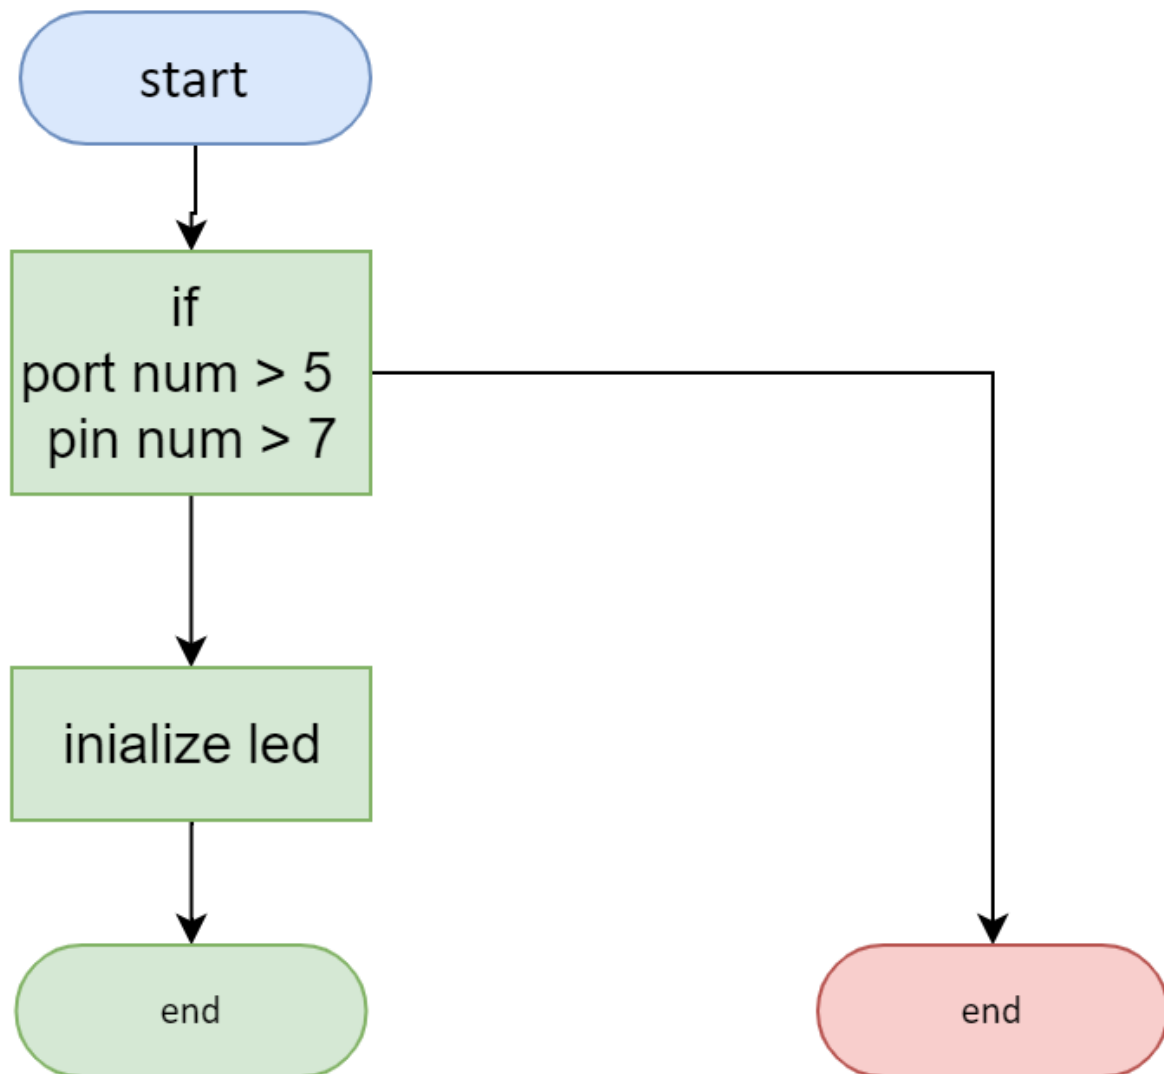 start
if
port num > 5
pin num > 7
inialize led
end
end